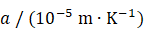 a / (10⁻⁵ m · K⁻¹)